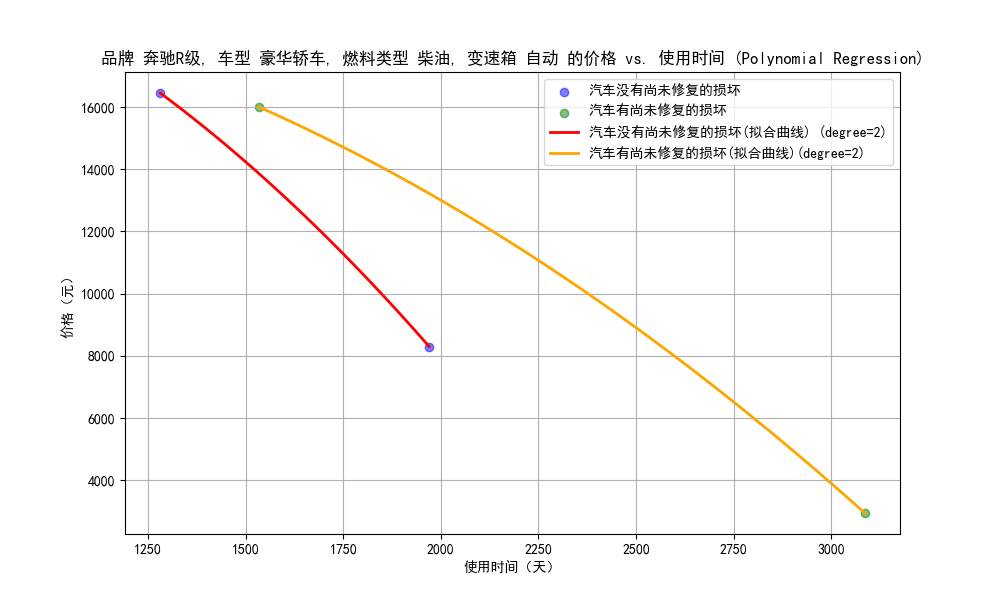 品牌 奔驰R级, 车型 豪华轿车, 燃料类型 柴油, 变速箱 自动 的价格 vs. 使用时间 (Polynomial Regression)
汽车没有尚未修复的损坏
汽车有尚未修复的损坏
汽车没有尚未修复的损坏(拟合曲线) (degree=2)
汽车有尚未修复的损坏(拟合曲线)(degree=2)
价格（元）
16000
14000
12000
10000
8000
6000
4000
1250 1500 1750 2000 2250 2500 2750 3000
使用时间（天）